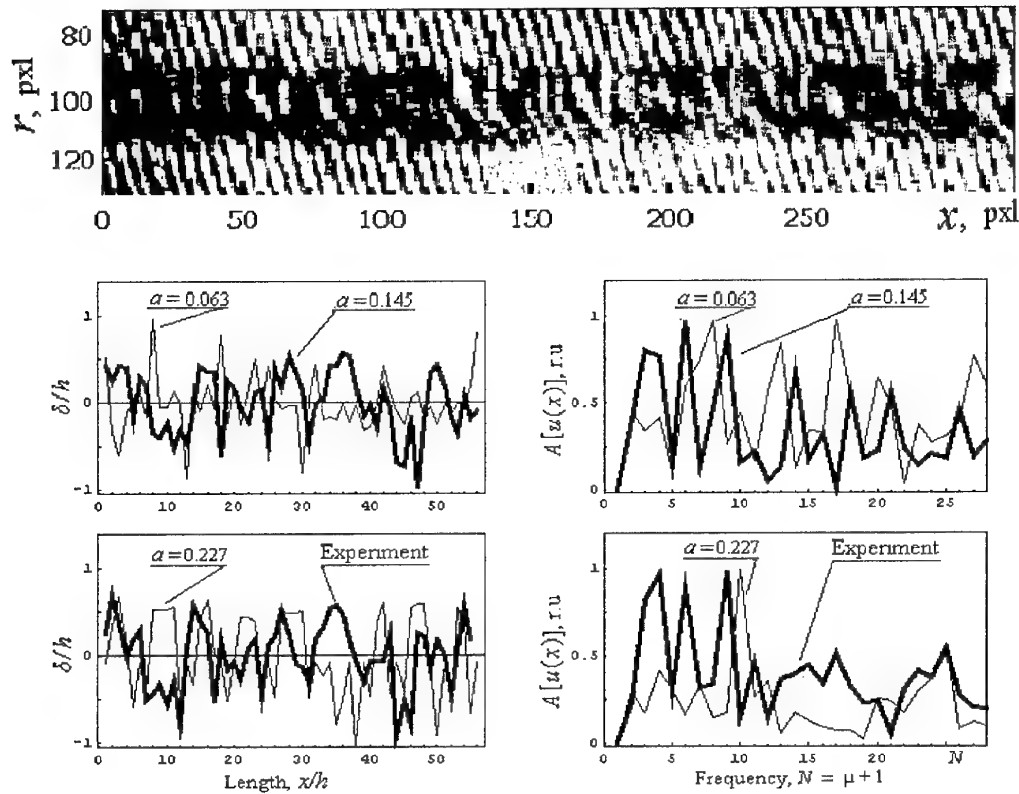 r, pxl
80
100
120
0 50 100 150 200 250 x, pxl
a = 0.063
a = 0.145
δ/h
1
0
-1
0 10 20 30 40 50
a = 0.063
a = 0.145
A [u(x)], r.u
1
0.5
0
0 5 10 15 20 25
a = 0.227
Experiment
δ/h
1
0
-1
0 10 20 30 40 50
Length, x/h
a = 0.227
Experiment
A [u(x)], r.u
1
0.5
0
0 5 10 15 20 25 N
Frequency, N = μ + 1